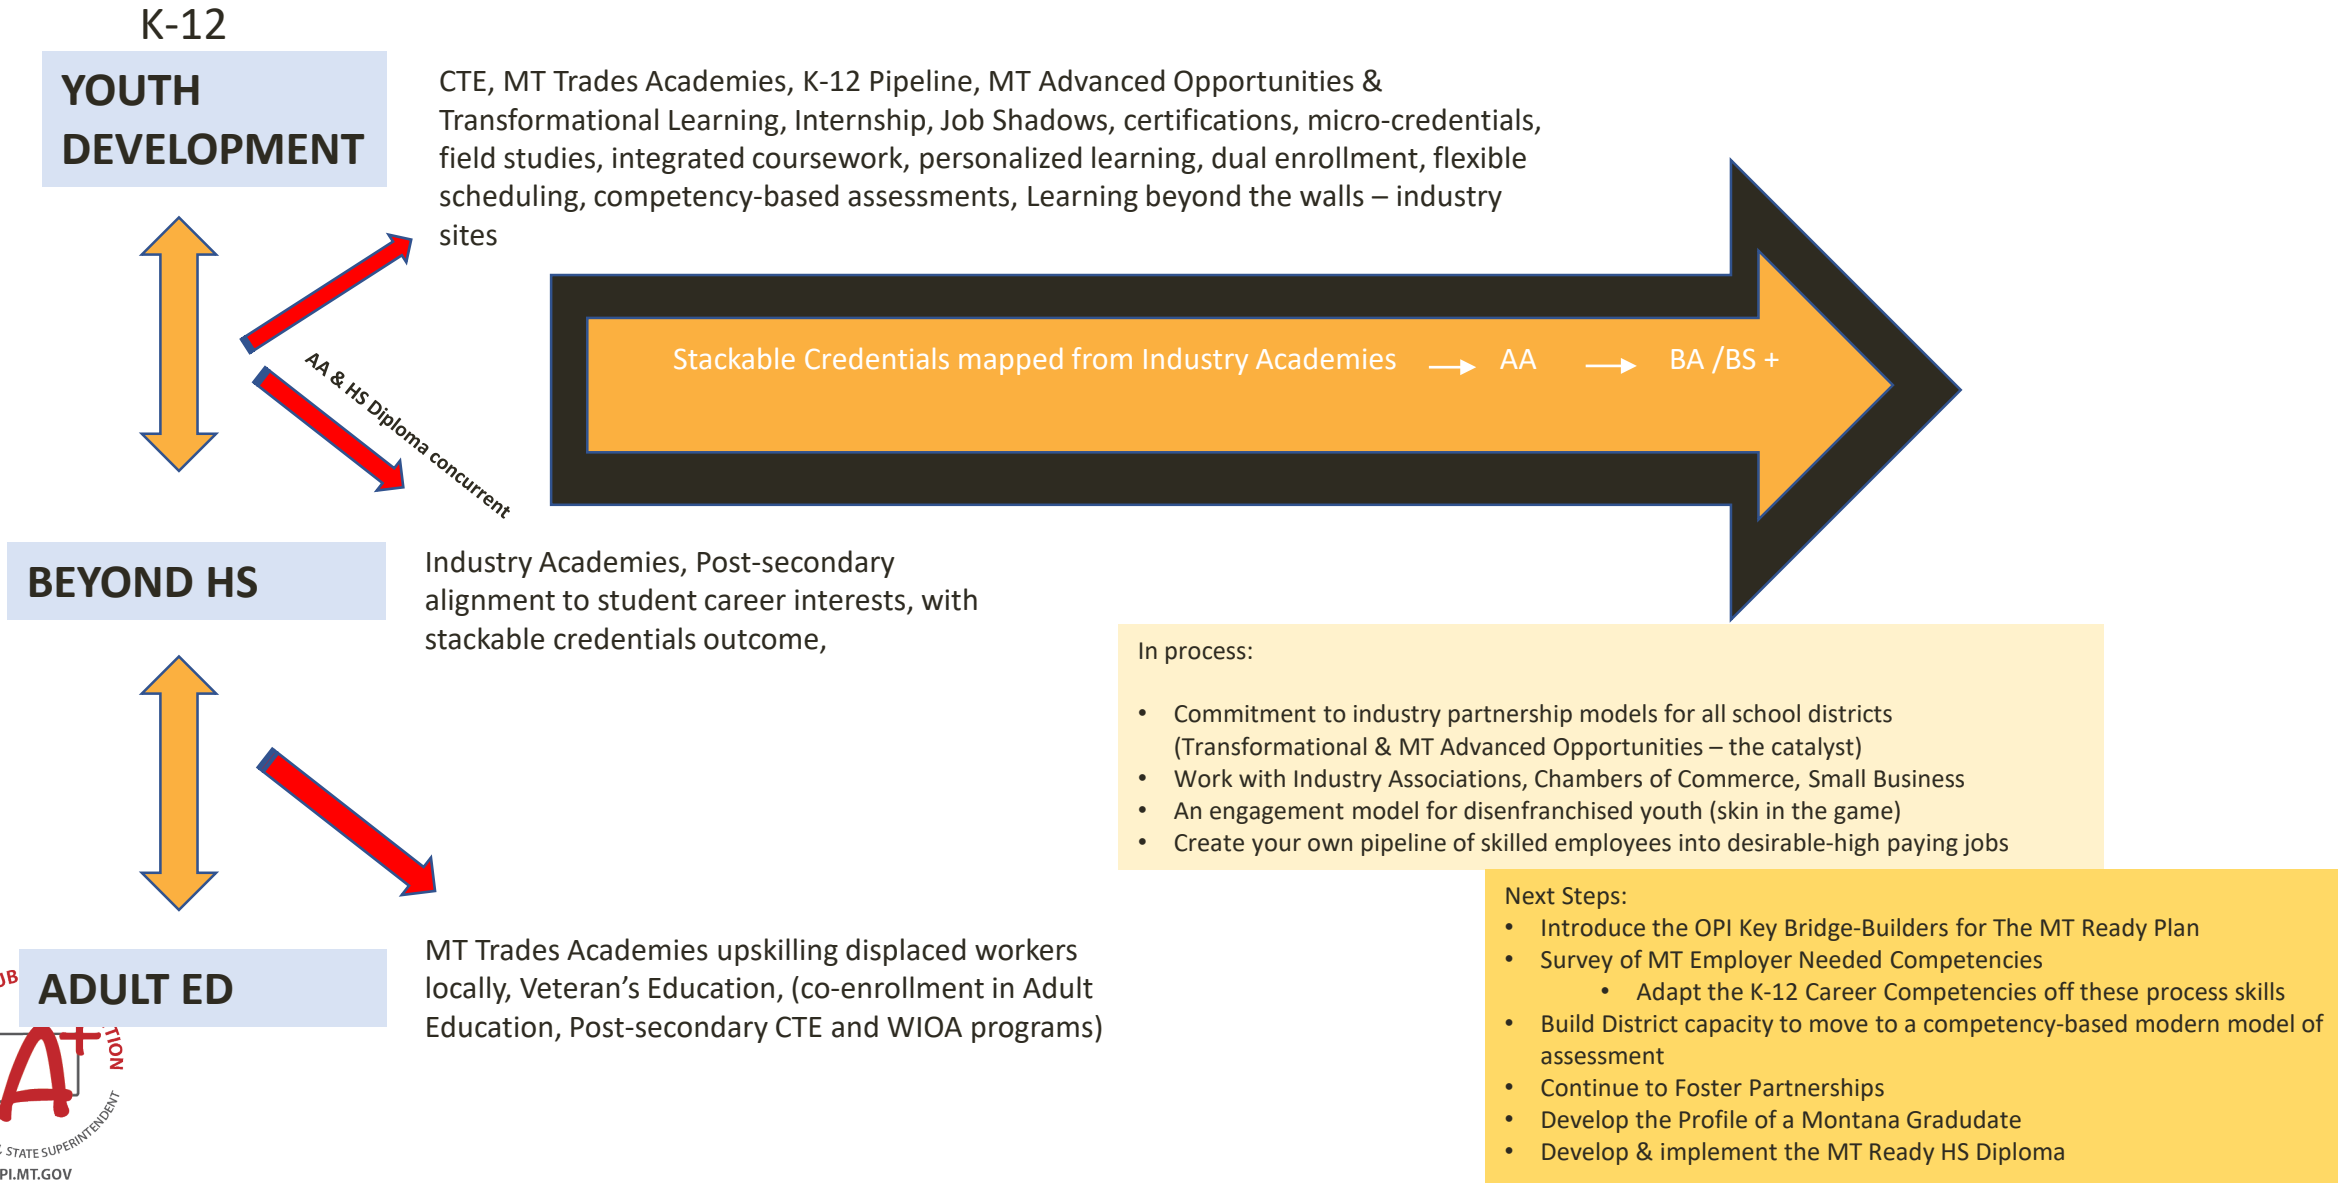 K-12
YOUTH
DEVELOPMENT
CTE, MT Trades Academies, K-12 Pipeline, MT Advanced Opportunities &
Transformational Learning, Internship, Job Shadows, certifications, micro-credentials,
field studies, integrated coursework, personalized learning, dual enrollment, flexible
scheduling, competency-based assessments, Learning beyond the walls – industry
sites
AA & HS Diploma concurrent
Stackable Credentials mapped from Industry Academies → AA → BA /BS +
BEYOND HS
Industry Academies, Post-secondary
alignment to student career interests, with
stackable credentials outcome,
In process:
• Commitment to industry partnership models for all school districts
(Transformational & MT Advanced Opportunities – the catalyst)
• Work with Industry Associations, Chambers of Commerce, Small Business
• An engagement model for disenfranchised youth (skin in the game)
• Create your own pipeline of skilled employees into desirable-high paying jobs
Next Steps:
• Introduce the OPI Key Bridge-Builders for The MT Ready Plan
• Survey of MT Employer Needed Competencies
• Adapt the K-12 Career Competencies off these process skills
• Build District capacity to move to a competency-based modern model of
assessment
• Continue to Foster Partnerships
• Develop the Profile of a Montana Gradudate
• Develop & implement the MT Ready HS Diploma
ADULT ED
MT Trades Academies upskilling displaced workers
locally, Veteran's Education, (co-enrollment in Adult
Education, Post-secondary CTE and WIOA programs)
A+
STATE SUPERINTENDENT
PI.MT.GOV